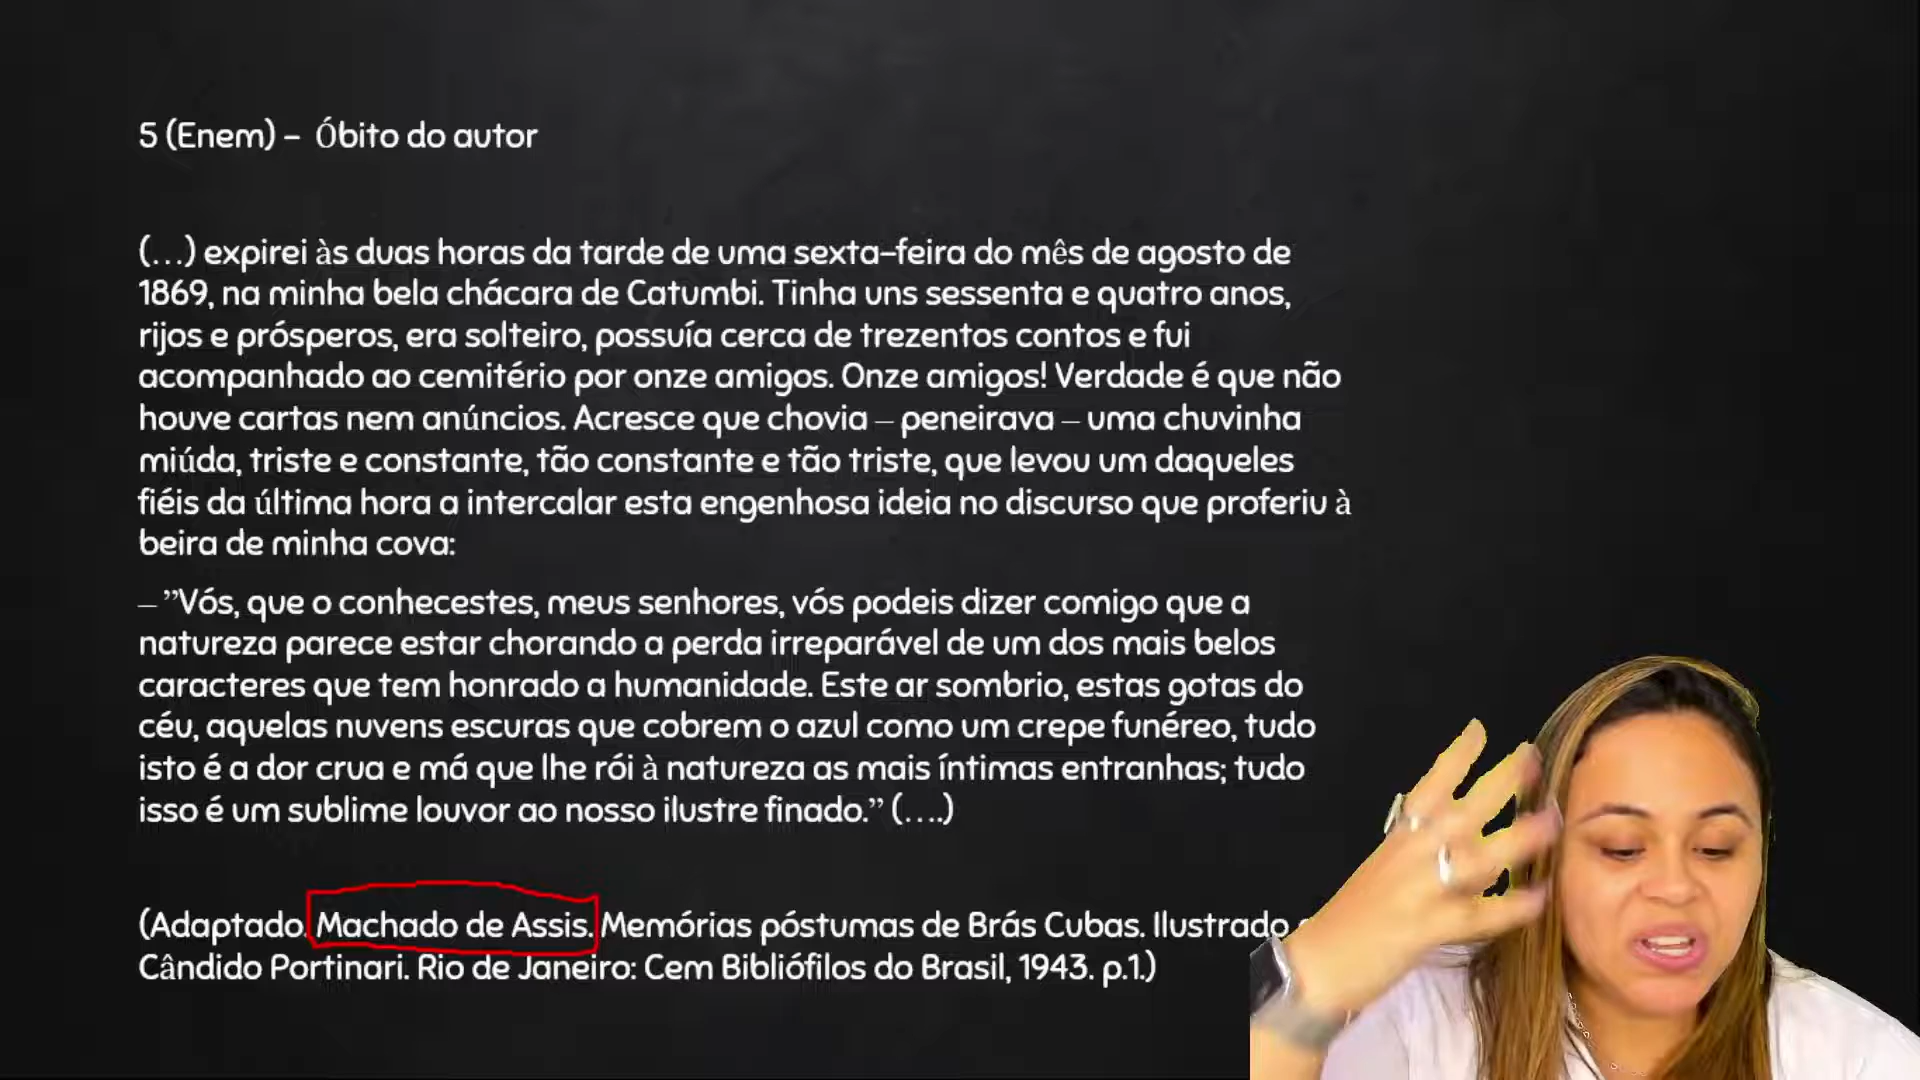 5 (Enem) – Óbito do autor
(…) expirei às duas horas da tarde de uma sexta-feira do mês de agosto de
1869, na minha bela chácara de Catumbi. Tinha uns sessenta e quatro anos,
rijos e prósperos, era solteiro, possuía cerca de trezentos contos e fui
acompanhado ao cemitério por onze amigos. Onze amigos! Verdade é que não
houve cartas nem anúncios. Acresce que chovia – peneirava – uma chuvinha
miúda, triste e constante, tão constante e tão triste, que levou um daqueles
fiéis da última hora a intercalar esta engenhosa ideia no discurso que proferiu à
beira de minha cova:
– ”Vós, que o conhecestes, meus senhores, vós podeis dizer comigo que a
natureza parece estar chorando a perda irreparável de um dos mais belos
caracteres que tem honrado a humanidade. Este ar sombrio, estas gotas do
céu, aquelas nuvens escuras que cobrem o azul como um crepe funéreo, tudo
isto é a dor crua e má que lhe rói à natureza as mais íntimas entranhas; tudo
isso é um sublime louvor ao nosso ilustre finado.” (….)
(Adaptado. Machado de Assis. Memórias póstumas de Brás Cubas. Ilustrado
Cândido Portinari. Rio de Janeiro: Cem Bibliófilos do Brasil, 1943. p.1.)